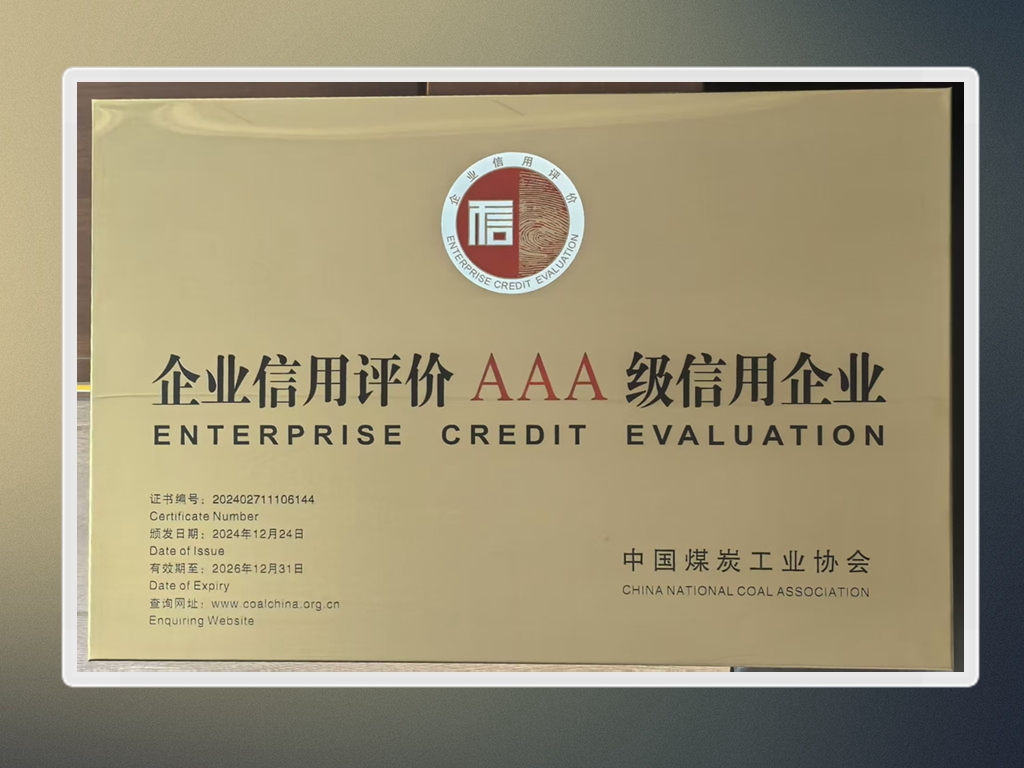 企业信用评价
信
ENTERPRISE CREDIT EVALUATION
企业信用评价 AAA 级信用企业
ENTERPRISE CREDIT EVALUATION
证书编号：202402711106144
Certificate Number
颁发日期：2024年12月24日
Date of Issue
有效期至：2026年12月31日
Date of Expiry
查询网址：www.coalchina.org.cn
Enquiring Website
中国煤炭工业协会
CHINA NATIONAL COAL ASSOCIATION